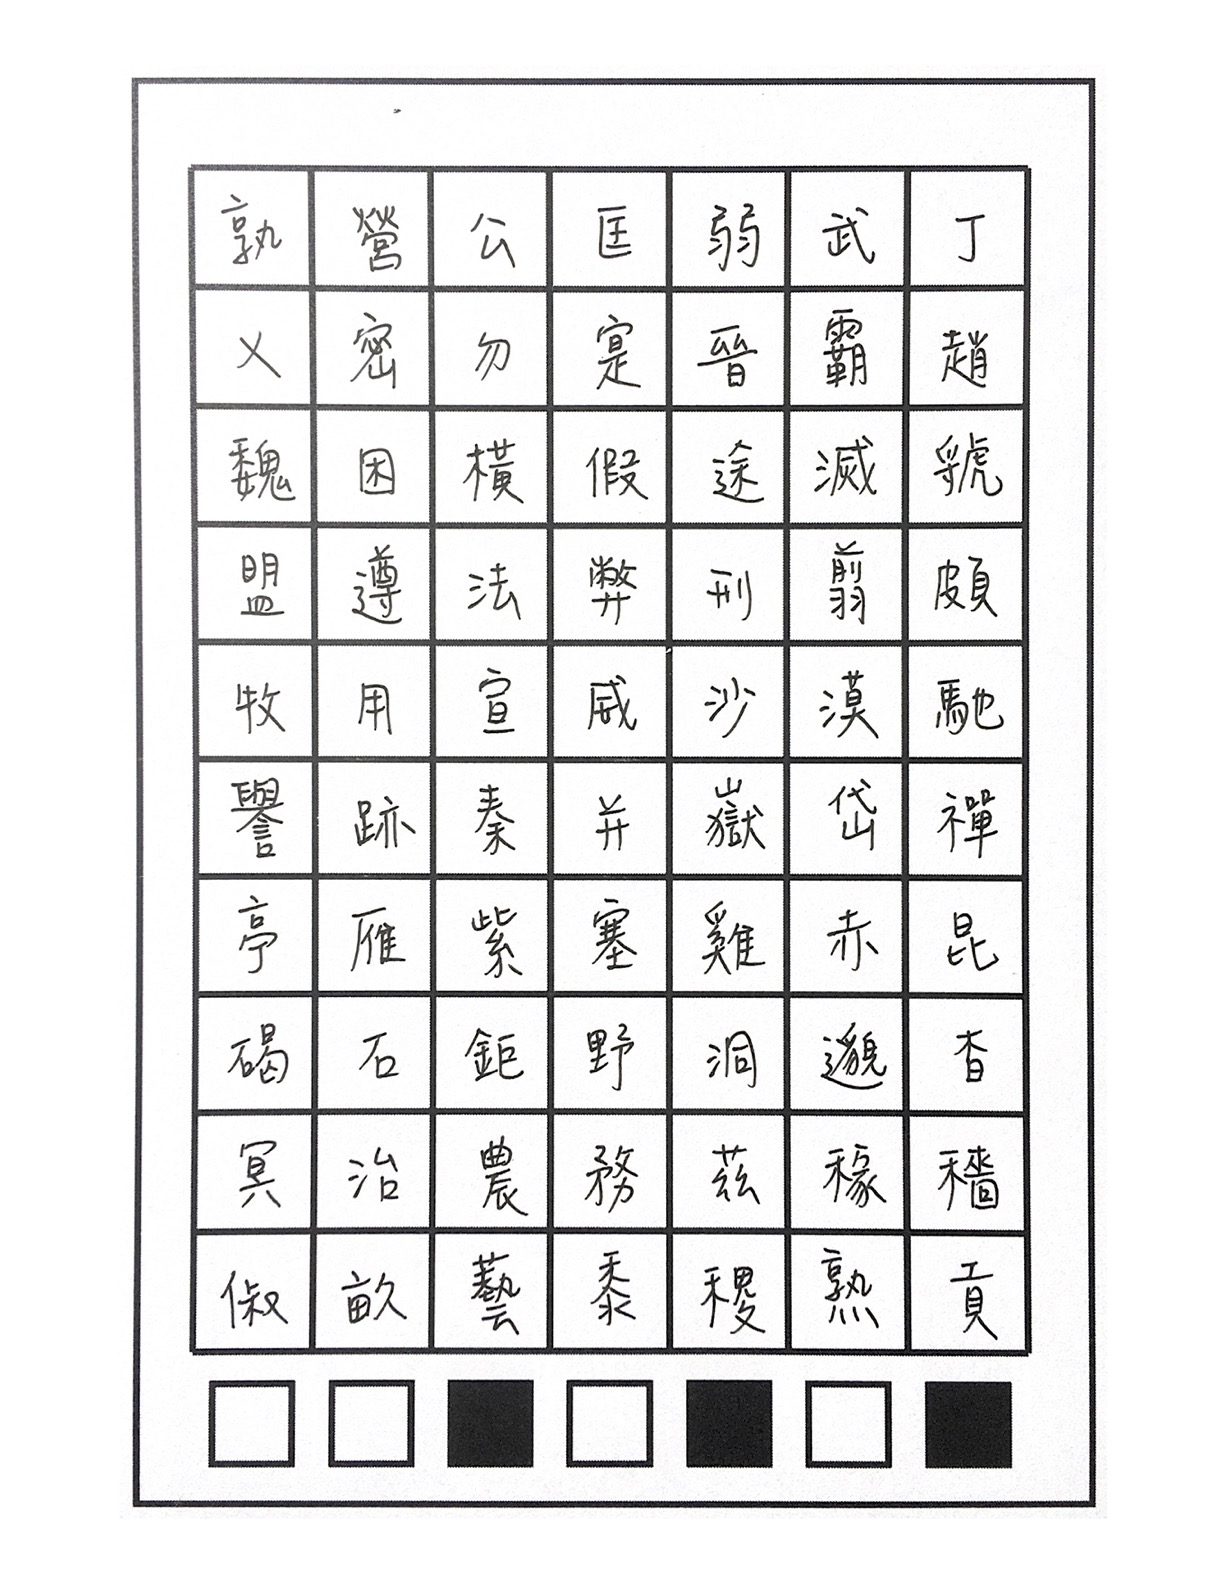 孰營公匡弱武丁
乂密勿寔晉霸趙
魏困橫假途滅虢
盟遵法弊刑翦頗
牧用宣威沙漠馳
譽跡秦并嶽岱禪
亭雁紫塞雞赤昆
碣石鉅野洞邈杳
冥治農務茲稼穡
俶畝藝黍稷熟貢